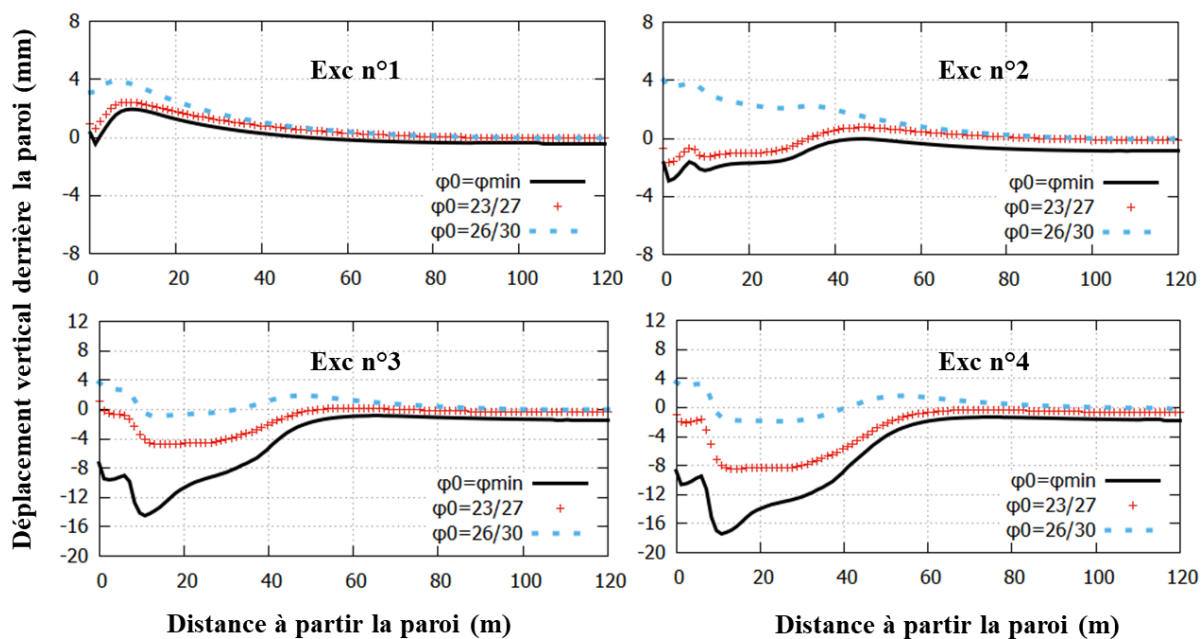 Déplacement vertical derrière la paroi (mm)
8
4
0
-4
-8
Exc n°1
φ0=φmin
φ0=23/27
φ0=26/30
0 20 40 60 80 100 120
8
4
0
-4
-8
Exc n°2
φ0=φmin
φ0=23/27
φ0=26/30
0 20 40 60 80 100 120
12
8
4
0
-4
-8
-12
-16
-20
Exc n°3
φ0=φmin
φ0=23/27
φ0=26/30
0 20 40 60 80 100 120
12
8
4
0
-4
-8
-12
-16
-20
Exc n°4
φ0=φmin
φ0=23/27
φ0=26/30
0 20 40 60 80 100 120
Distance à partir la paroi (m)
Distance à partir la paroi (m)